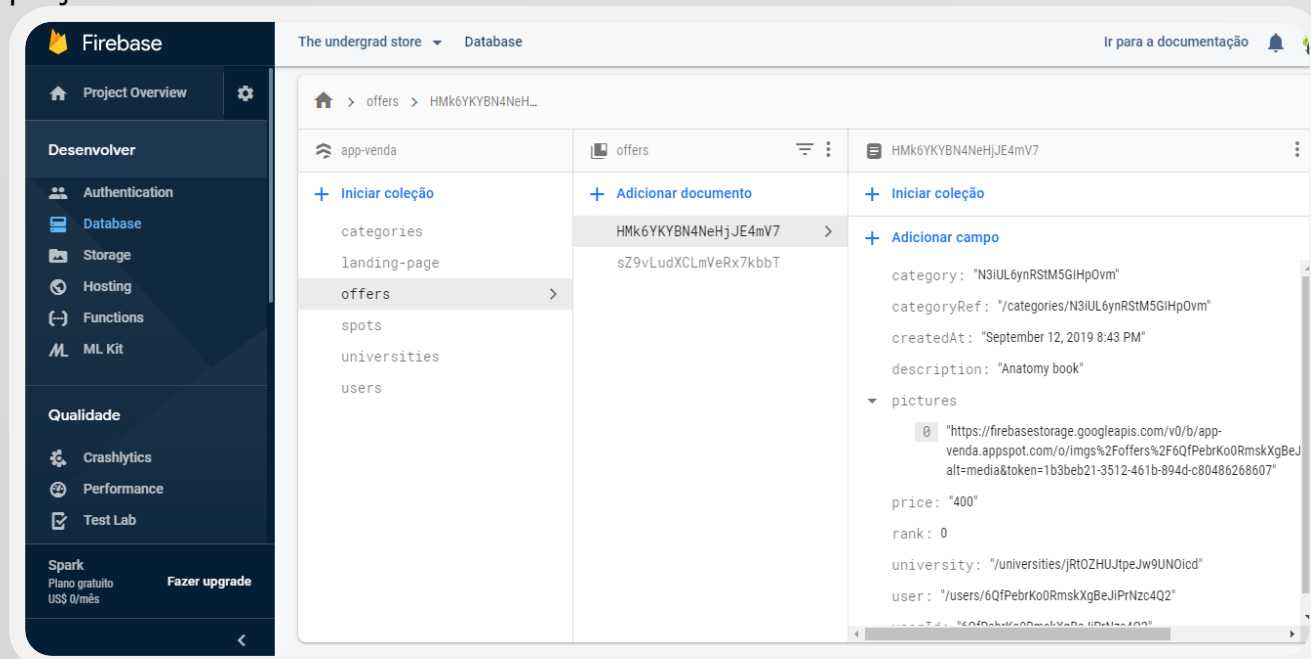 Firebase
The undergrad store
Database
Ir para a documentação
Project Overview
offers
HMk6YKYBN4NeH...
Desenvolver
app-venda
offers
HMk6YKYBN4NeHjJE4mV7
Authentication
Database
Storage
Hosting
Functions
ML Kit
Qualidade
Crashlytics
Performance
Test Lab
Spark
Plano gratuito
US$ 0/mês
Fazer upgrade
+ Iniciar coleção
categories
landing-page
offers
spots
universities
users
+ Adicionar documento
HMk6YKYBN4NeHjJE4mV7
sZ9vLudXCLmVeRx7kbbT
+ Iniciar coleção
+ Adicionar campo
category: "N3iUL6ynRStM5GIHpOvm"
categoryRef: "/categories/N3iUL6ynRStM5GIHpOvm"
createdAt: "September 12, 2019 8:43 PM"
description: "Anatomy book"
pictures
0 "https://firebasestorage.googleapis.com/v0/b/app-
venda.appspot.com/o/imgs%2Foffers%2F6QfPebrKo0RmskXgBeJ
alt=media&token=1b3beb21-3512-461b-894d-c80486268607"
price: "400"
rank: 0
university: "/universities/jRtOZHUJtpeJw9UNOicd"
user: "/users/6QfPebrKo0RmskXgBeJiPrNzc4Q2"